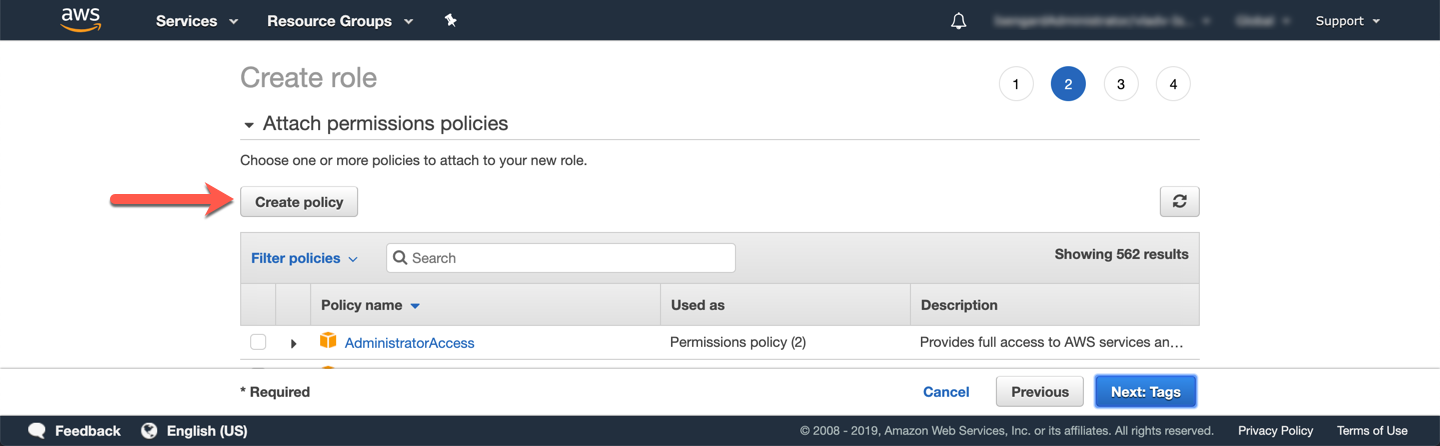 aws Services Resource Groups Support
Create role 1 2 3 4
Attach permissions policies
Choose one or more policies to attach to your new role.
Create policy
Filter policies Search Showing 562 results
Policy name Used as Description
AdministratorAccess Permissions policy (2) Provides full access to AWS services an…
* Required Cancel Previous Next: Tags
Feedback English (US) © 2008 - 2019, Amazon Web Services, Inc. or its affiliates. All rights reserved. Privacy Policy Terms of Use